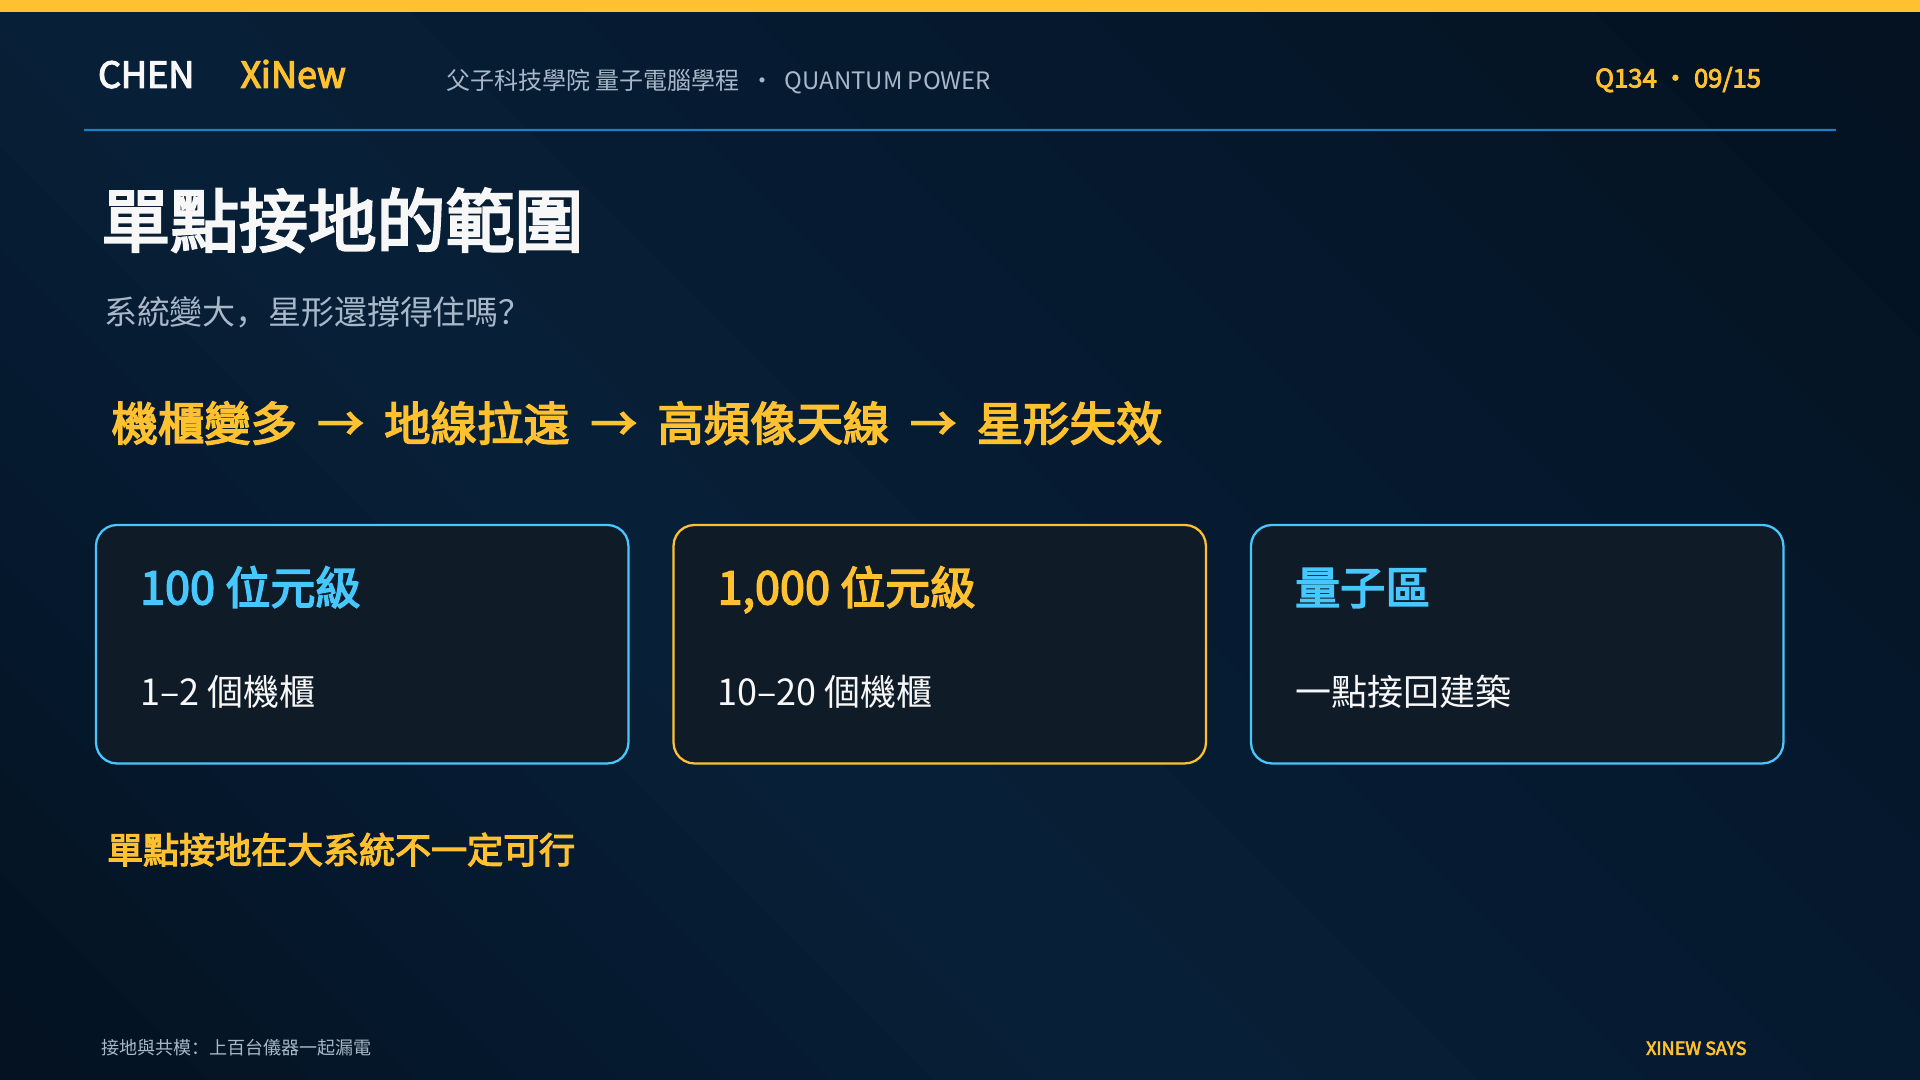 CHEN XiNew 父子科技學院 量子電腦學程 · QUANTUM POWER Q134 · 09/15
單點接地的範圍
系統變大，星形還撐得住嗎？
機櫃變多 → 地線拉遠 → 高頻像天線 → 星形失效
100 位元級
1–2 個機櫃
1,000 位元級
10–20 個機櫃
量子區
一點接回建築
單點接地在大系統不一定可行
接地與共模：上百台儀器一起漏電
XINEW SAYS